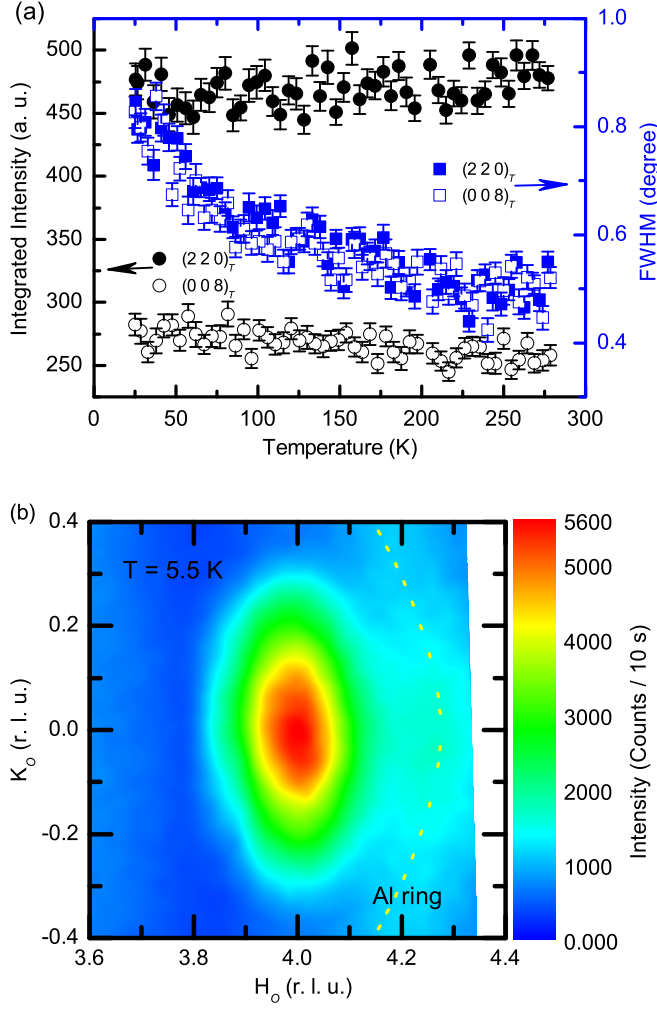 (a)
500
450
400
350
300
250
Integrated Intensity (a. u.)
1.0
0.8
0.6
0.4
FWHM (degree)
(2 2 0)T
(0 0 8)T
(2 2 0)T
(0 0 8)T
0 50 100 150 200 250 300
Temperature (K)
(b)
0.4
0.2
0.0
-0.2
-0.4
KO (r. l. u.)
T = 5.5 K
Al ring
3.6 3.8 4.0 4.2 4.4
HO (r. l. u.)
5600
5000
4000
3000
2000
1000
0.000
Intensity (Counts / 10 s)